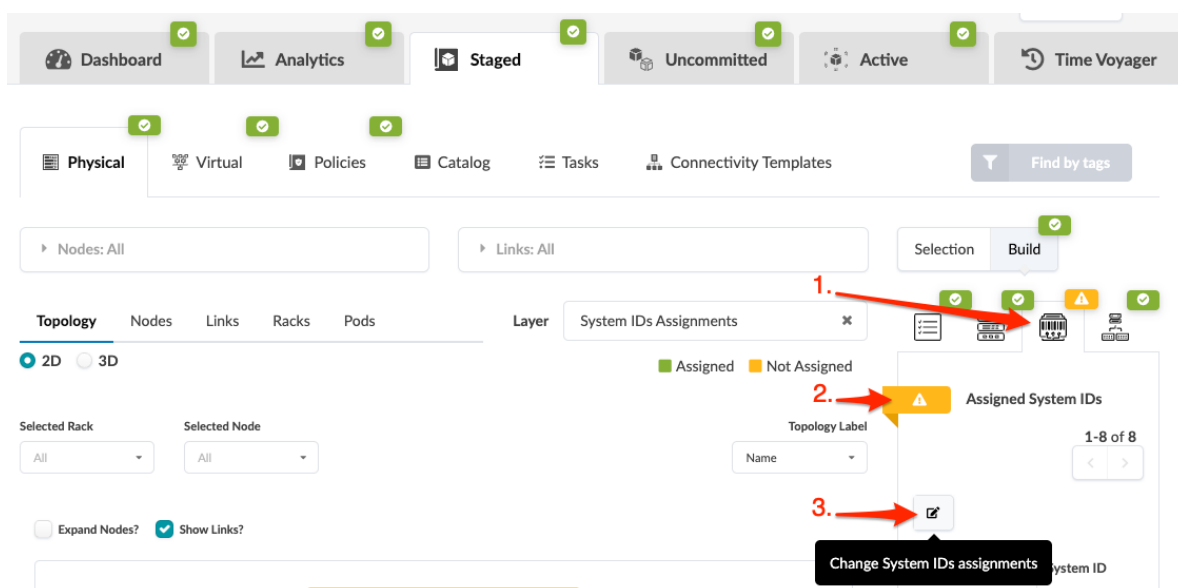 Dashboard Analytics Staged Uncommitted Active Time Voyager
Physical Virtual Policies Catalog Tasks Connectivity Templates Find by tags
Nodes: All Links: All Selection Build
1.
Topology Nodes Links Racks Pods Layer System IDs Assignments
2D 3D
Assigned Not Assigned
2. Assigned System IDs
Selected Rack Selected Node Topology Label
1-8 of 8
All All Name
3.
Expand Nodes? Show Links?
Change System IDs assignments System ID